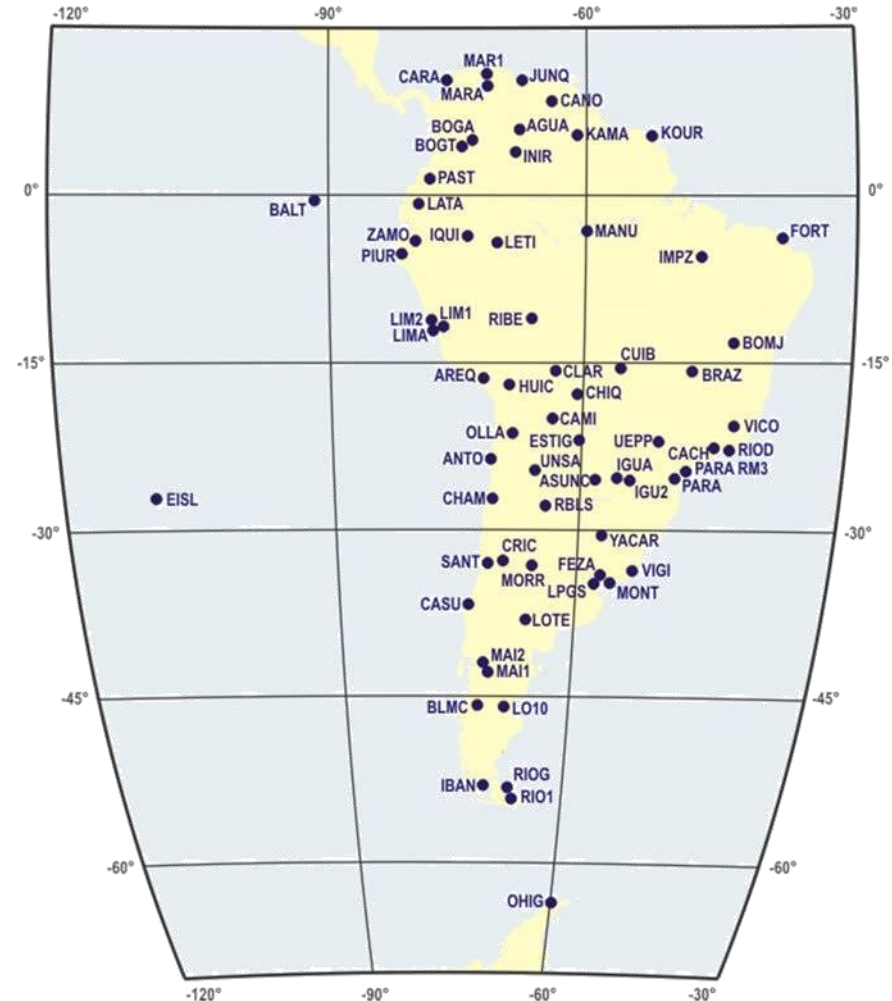 -120°
-90°
-60°
-30°
MAR1
CARA
JUNQ
MARA
CANO
BOGA
AGUA
KAMA
KOUR
BOGT
INIR
PAST
0°
0°
BALT
LATA
ZAMO
IQUI
LETI
MANU
FORT
PIUR
IMPZ
LIM2
LIM1
RIBE
LIMA
BOMJ
CUIB
-15°
-15°
AREQ
CLAR
BRAZ
HUIC
CHIQ
CAMI
VICO
OLLA
ESTIG
UEPP
CACH
RIOD
ANTO
UNSA
IGUA
PARA RM3
ASUNC
IGU2
PARA
EISL
CHAM
RBLS
-30°
-30°
YACAR
CRIC
SANT
FEZA
VIGI
MORR
LPGS
MONT
CASU
LOTE
MAI2
MAI1
-45°
-45°
BLMC
LO10
RIOG
IBAN
RIO1
-60°
-60°
OHIG
-120°
-90°
-60°
-30°